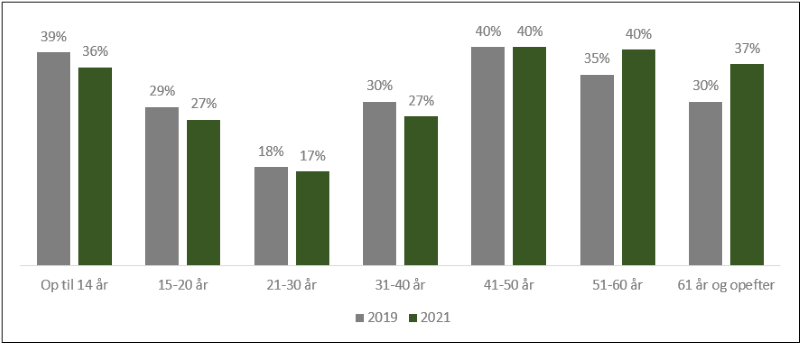 39%
36%
29%
27%
18%
17%
30%
27%
40%
40%
35%
40%
30%
37%
Op til 14 år
15-20 år
21-30 år
31-40 år
41-50 år
51-60 år
61 år og opefter
2019
2021